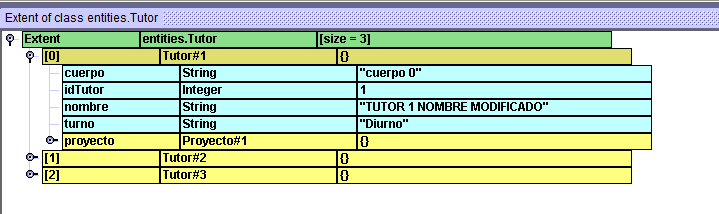 Extent of class entities.Tutor
Extent entities.Tutor [size = 3]
[0] Tutor#1 {}
cuerpo String "cuerpo 0"
idTutor Integer 1
nombre String "TUTOR 1 NOMBRE MODIFICADO"
turno String "Diurno"
proyecto Proyecto#1 {}
[1] Tutor#2 {}
[2] Tutor#3 {}